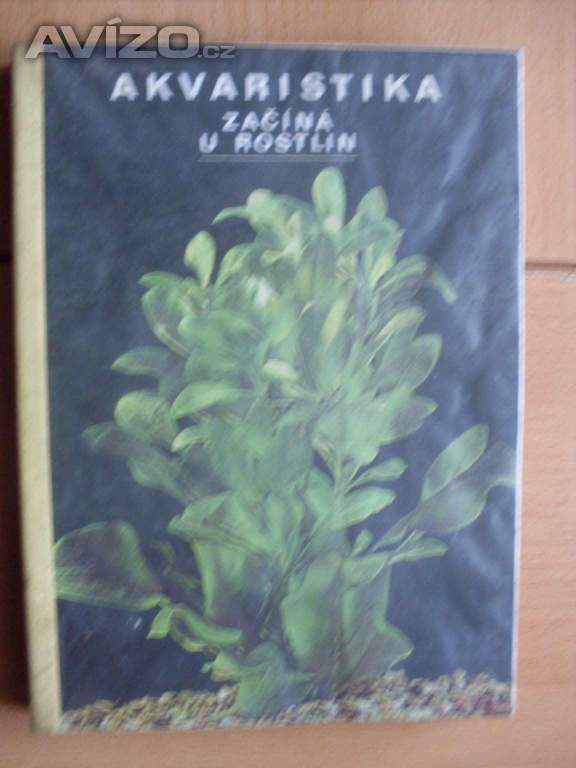 AVÍZO.cz
AKVARISTIKA
ZAČÍNÁ
U ROSTLIN